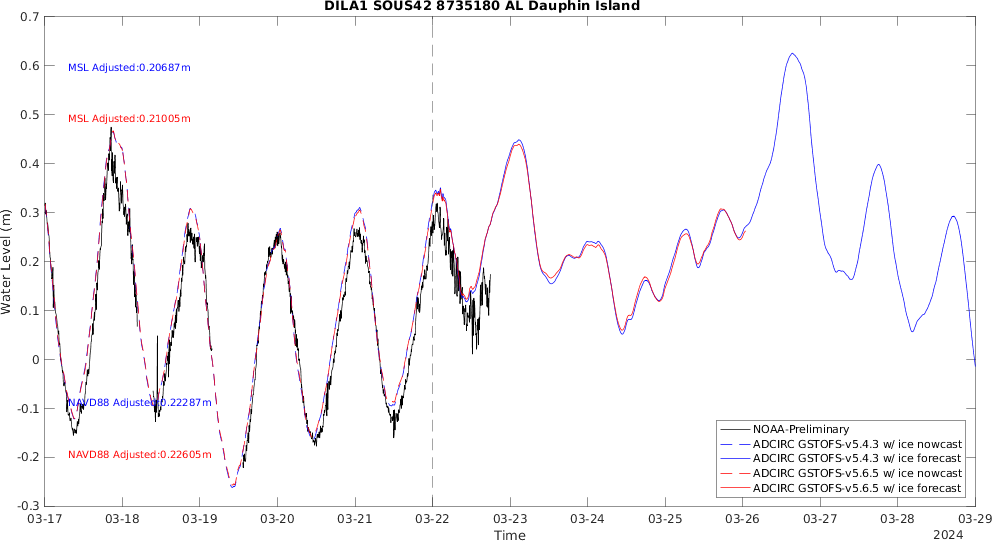 DILA1 SOUS42 8735180 AL Dauphin Island
0.7
0.6
0.5
0.4
0.3
0.2
0.1
0
-0.1
-0.2
-0.3
Water Level (m)
MSL Adjusted:0.20687m
MSL Adjusted:0.21005m
NAVD88 Adjusted:0.22287m
NAVD88 Adjusted:0.22605m
NOAA-Preliminary
ADCIRC GSTOFS-v5.4.3 w/ ice nowcast
ADCIRC GSTOFS-v5.4.3 w/ ice forecast
ADCIRC GSTOFS-v5.6.5 w/ ice nowcast
ADCIRC GSTOFS-v5.6.5 w/ ice forecast
03-17 03-18 03-19 03-20 03-21 03-22 03-23 03-24 03-25 03-26 03-27 03-28 03-29
Time
2024